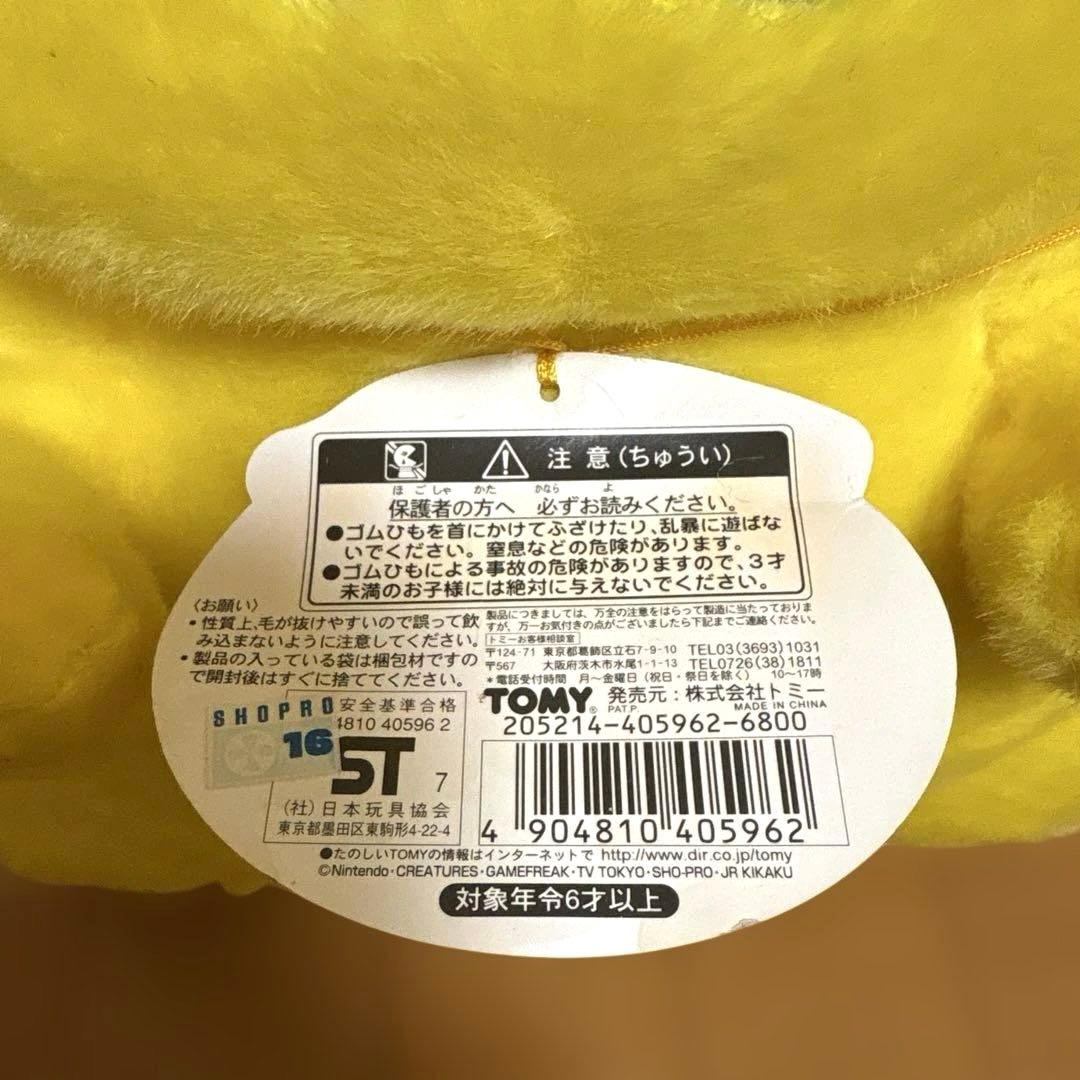 注意(ちゅうい)
ほごしゃ かた かなら よ
保護者の方へ 必ずお読みください。
●ゴムひもを首にかけてふざけたり、乱暴に遊ばな
いでください。窒息などの危険があります。
●ゴムひもによる事故の危険がありますので、3才
未満のお子様には絶対に与えないでください。
〈お願い〉
・性質上、毛が抜けやすいので誤って飲
み込まないように注意してください。
・製品の入っている袋は梱包材ですの
で開封後はすぐに捨ててください。
製品につきましては、万全の注意をはらって製造に当たっておりま
すが、万一お気付きの点がございましたら下記までご連絡ください。
トミーお客様相談室
〒124-71 東京都葛飾区立石7-9-10 TEL03(3693)1031
〒567 大阪府茨木市水尾1-1-13 TEL0726(38)1811
*電話受付時間 月～金曜日(祝日・祭日を除く) 10～17時
TOMY® 発売元：株式会社トミー
PAT.P. MADE IN CHINA
205214-405962-6800
SHOPRO
16
安全基準合格
4810 40596 2
ST 7
(社)日本玩具協会
東京都墨田区東駒形4-22-4
4 904810 405962
●たのしいTOMYの情報はインターネットで http://www.dir.co.jp/tomy
©Nintendo・CREATURES・GAMEFREAK・TV TOKYO・SHO-PRO・JR KIKAKU
対象年令6才以上